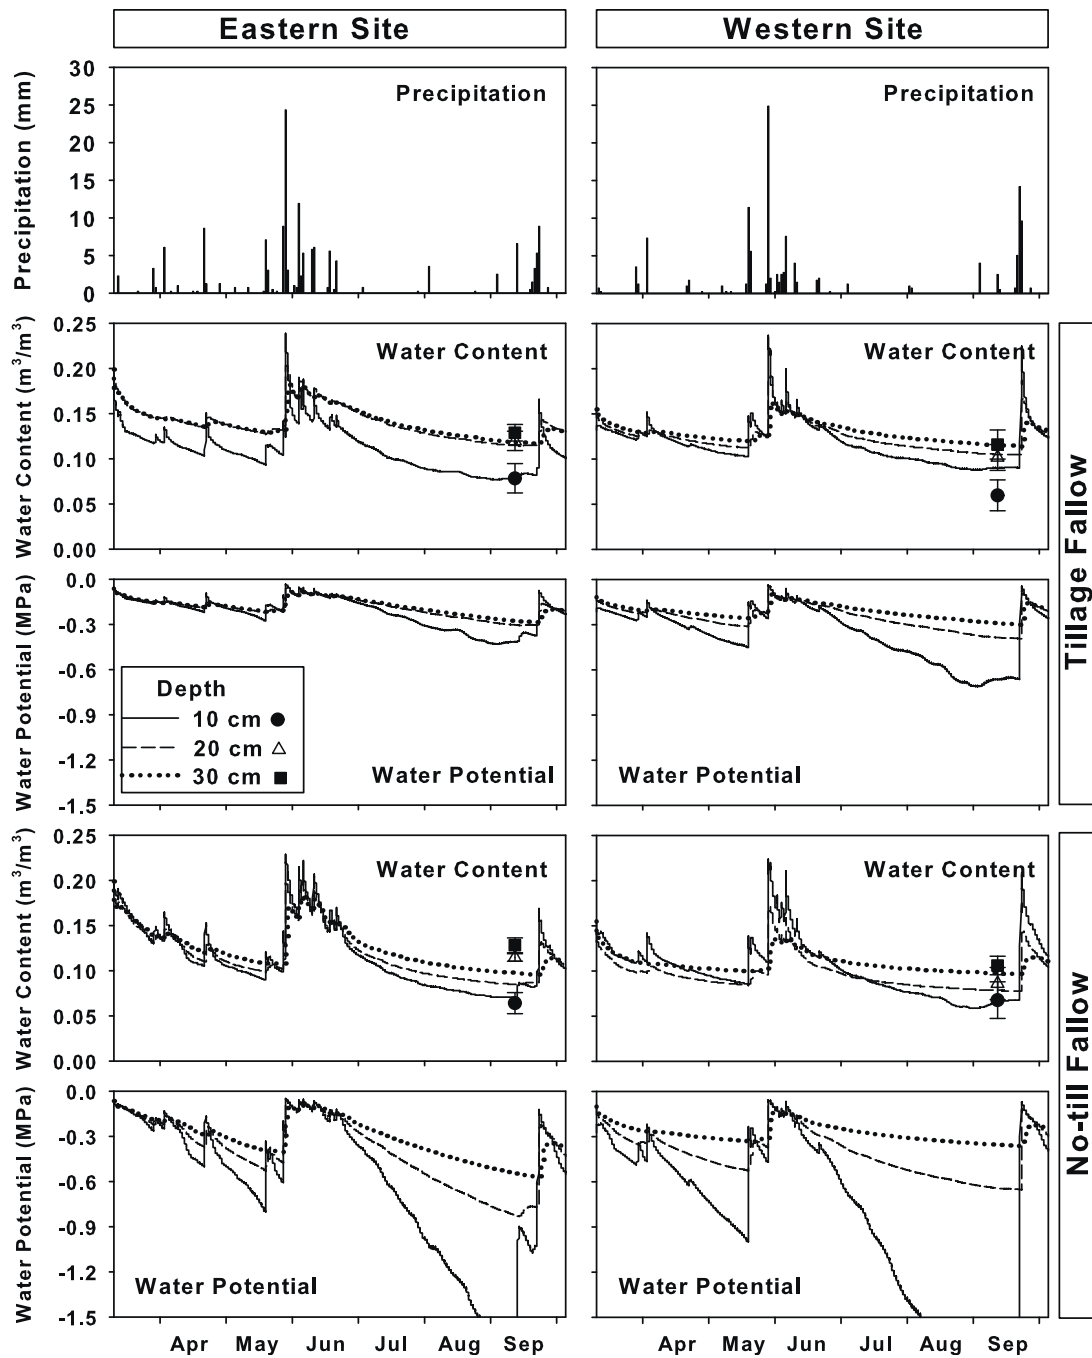 Eastern Site
Western Site
Precipitation (mm)
30
25
20
15
10
5
0
Precipitation
Precipitation
Water Content (m³/m³)
0.25
0.20
0.15
0.10
0.05
0.00
Water Content
Water Content
Water Potential (MPa)
0.0
-0.3
-0.6
-0.9
-1.2
-1.5
Depth
10 cm
20 cm
30 cm
Water Potential
Water Potential
Tillage Fallow
Water Content (m³/m³)
0.25
0.20
0.15
0.10
0.05
0.00
Water Content
Water Content
Water Potential (MPa)
0.0
-0.3
-0.6
-0.9
-1.2
-1.5
Water Potential
Water Potential
No-till Fallow
Apr May Jun Jul Aug Sep
Apr May Jun Jul Aug Sep